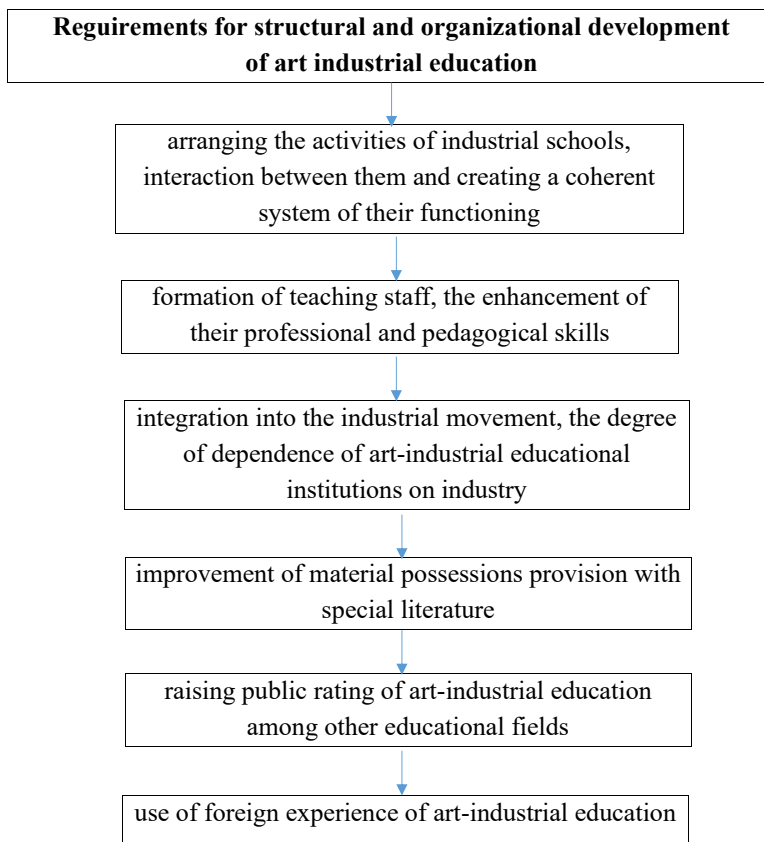 Reguirements for structural and organizational development
of art industrial education
arranging the activities of industrial schools,
interaction between them and creating a coherent
system of their functioning
formation of teaching staff, the enhancement of
their professional and pedagogical skills
integration into the industrial movement, the degree
of dependence of art-industrial educational
institutions on industry
improvement of material possessions provision with
special literature
raising public rating of art-industrial education
among other educational fields
use of foreign experience of art-industrial education